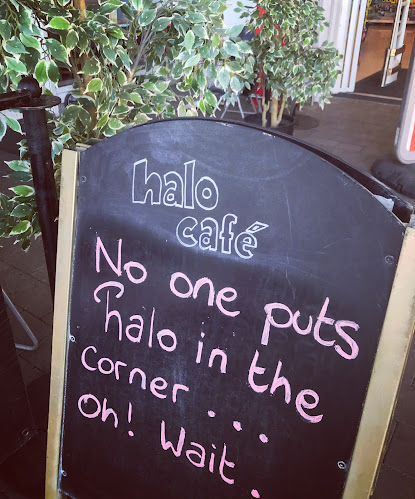 halo
café
No one puts
halo in the
corner...
Oh! Wait.